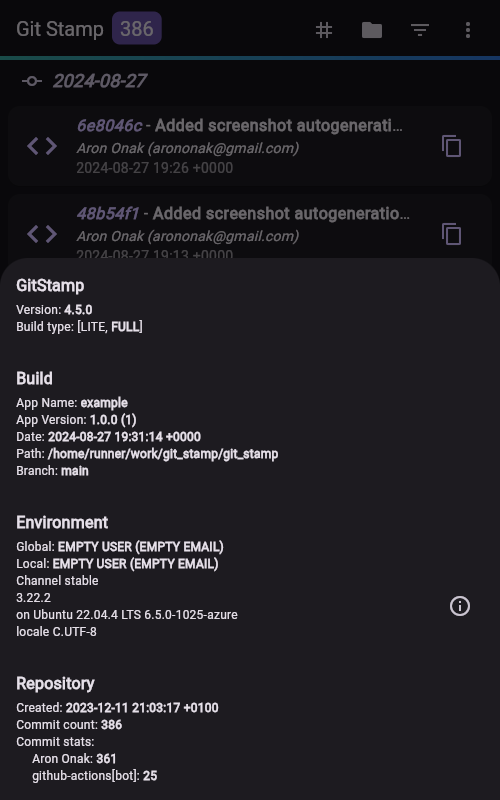 Git Stamp 386
2024-08-27
6e8046c - Added screenshot autogenerati…
Aron Onak (arononak@gmail.com)
2024-08-27 19:26 +0000
48b54f1 - Added screenshot autogeneratio…
Aron Onak (arononak@gmail.com)
2024-08-27 19:13 +0000
GitStamp
Version: 4.5.0
Build type: [LITE, FULL]
Build
App Name: example
App Version: 1.0.0 (1)
Date: 2024-08-27 19:31:14 +0000
Path: /home/runner/work/git_stamp/git_stamp
Branch: main
Environment
Global: EMPTY USER (EMPTY EMAIL)
Local: EMPTY USER (EMPTY EMAIL)
Channel stable
3.22.2
on Ubuntu 22.04.4 LTS 6.5.0-1025-azure
locale C.UTF-8
Repository
Created: 2023-12-11 21:03:17 +0100
Commit count: 386
Commit stats:
Aron Onak: 361
github-actions[bot]: 25